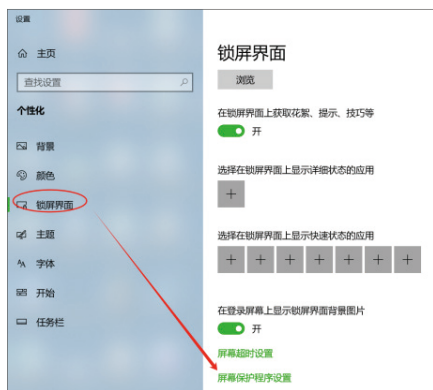 设置
主页
查找设置
个性化
背景
颜色
锁屏界面
主题
字体
开始
任务栏
锁屏界面
浏览
在锁屏界面上获取花絮、提示、技巧等
开
选择在锁屏界面上显示详细状态的应用
选择在锁屏界面上显示快速状态的应用
在登录屏幕上显示锁屏界面背景图片
开
屏幕超时设置
屏幕保护程序设置